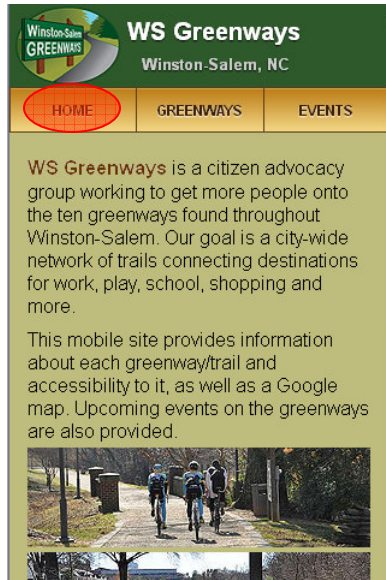 Winston-Salem
GREENWAYS
WS Greenways
Winston-Salem, NC
HOME
GREENWAYS
EVENTS
WS Greenways is a citizen advocacy
group working to get more people onto
the ten greenways found throughout
Winston-Salem. Our goal is a city-wide
network of trails connecting destinations
for work, play, school, shopping and
more.
This mobile site provides information
about each greenway/trail and
accessibility to it, as well as a Google
map. Upcoming events on the greenways
are also provided.